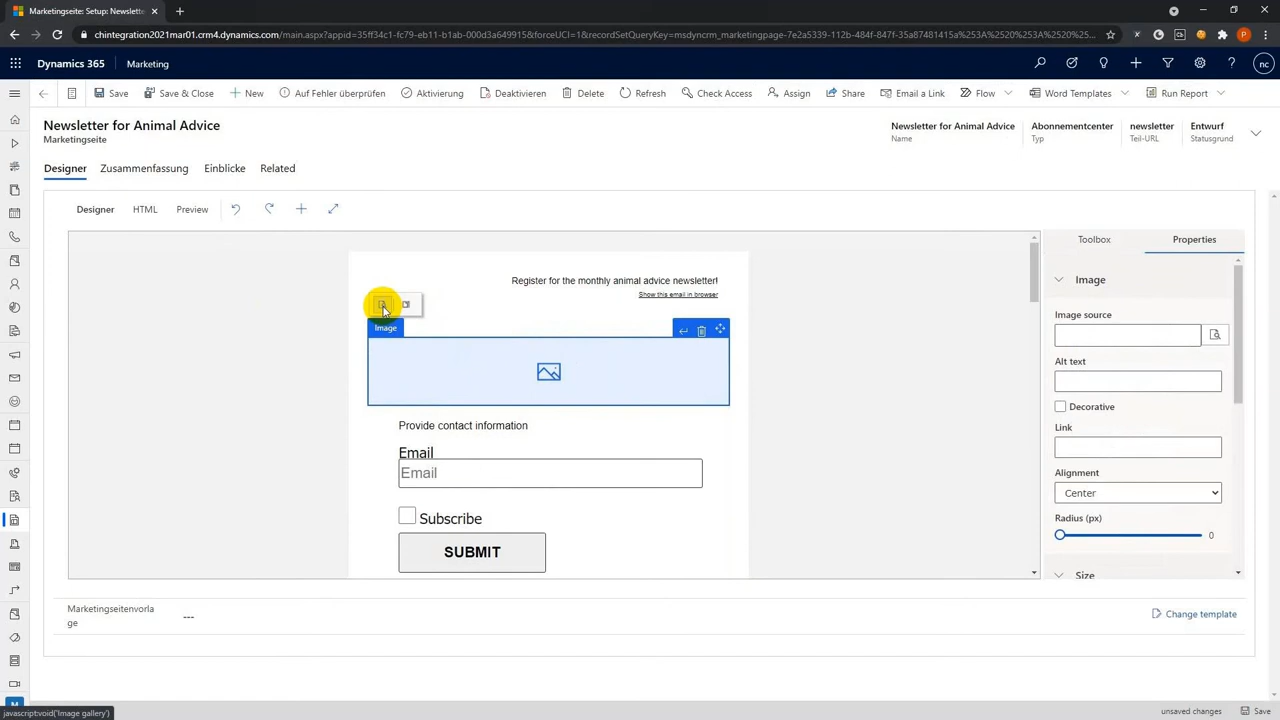 Marketingseite: Setup: Newslette
chintegration2021mar01.crm4.dynamics.com/main.aspx?appid=35ff34c1-fc79-eb11-b1ab-000d3a649915&forceUCI=1&recordSetQueryKey=msdyncrm_marketingpage-7e2a5339-112b-484f-847f-35a87481415a%253A%2520%253A%2520%253A%2520%253A%2...
P
Dynamics 365
Marketing
nc
Save
Save & Close
New
Auf Fehler überprüfen
Aktivierung
Deaktivieren
Delete
Refresh
Check Access
Assign
Share
Email a Link
Flow
Word Templates
Run Report
Newsletter for Animal Advice
Marketingseite
Newsletter for Animal Advice
Name
Abonnementcenter
Typ
newsletter
Teil-URL
Entwurf
Statusgrund
Designer
Zusammenfassung
Einblicke
Related
Designer
HTML
Preview
Toolbox
Properties
Register for the monthly animal advice newsletter!
Show this email in browser
Image
Provide contact information
Email
Email
Subscribe
SUBMIT
Image
Image source
Alt text
Decorative
Link
Alignment
Center
Radius (px)
0
Size
Marketingseitenvorla
ge
---
Change template
M
javascript:void('Image gallery')
unsaved changes
Save